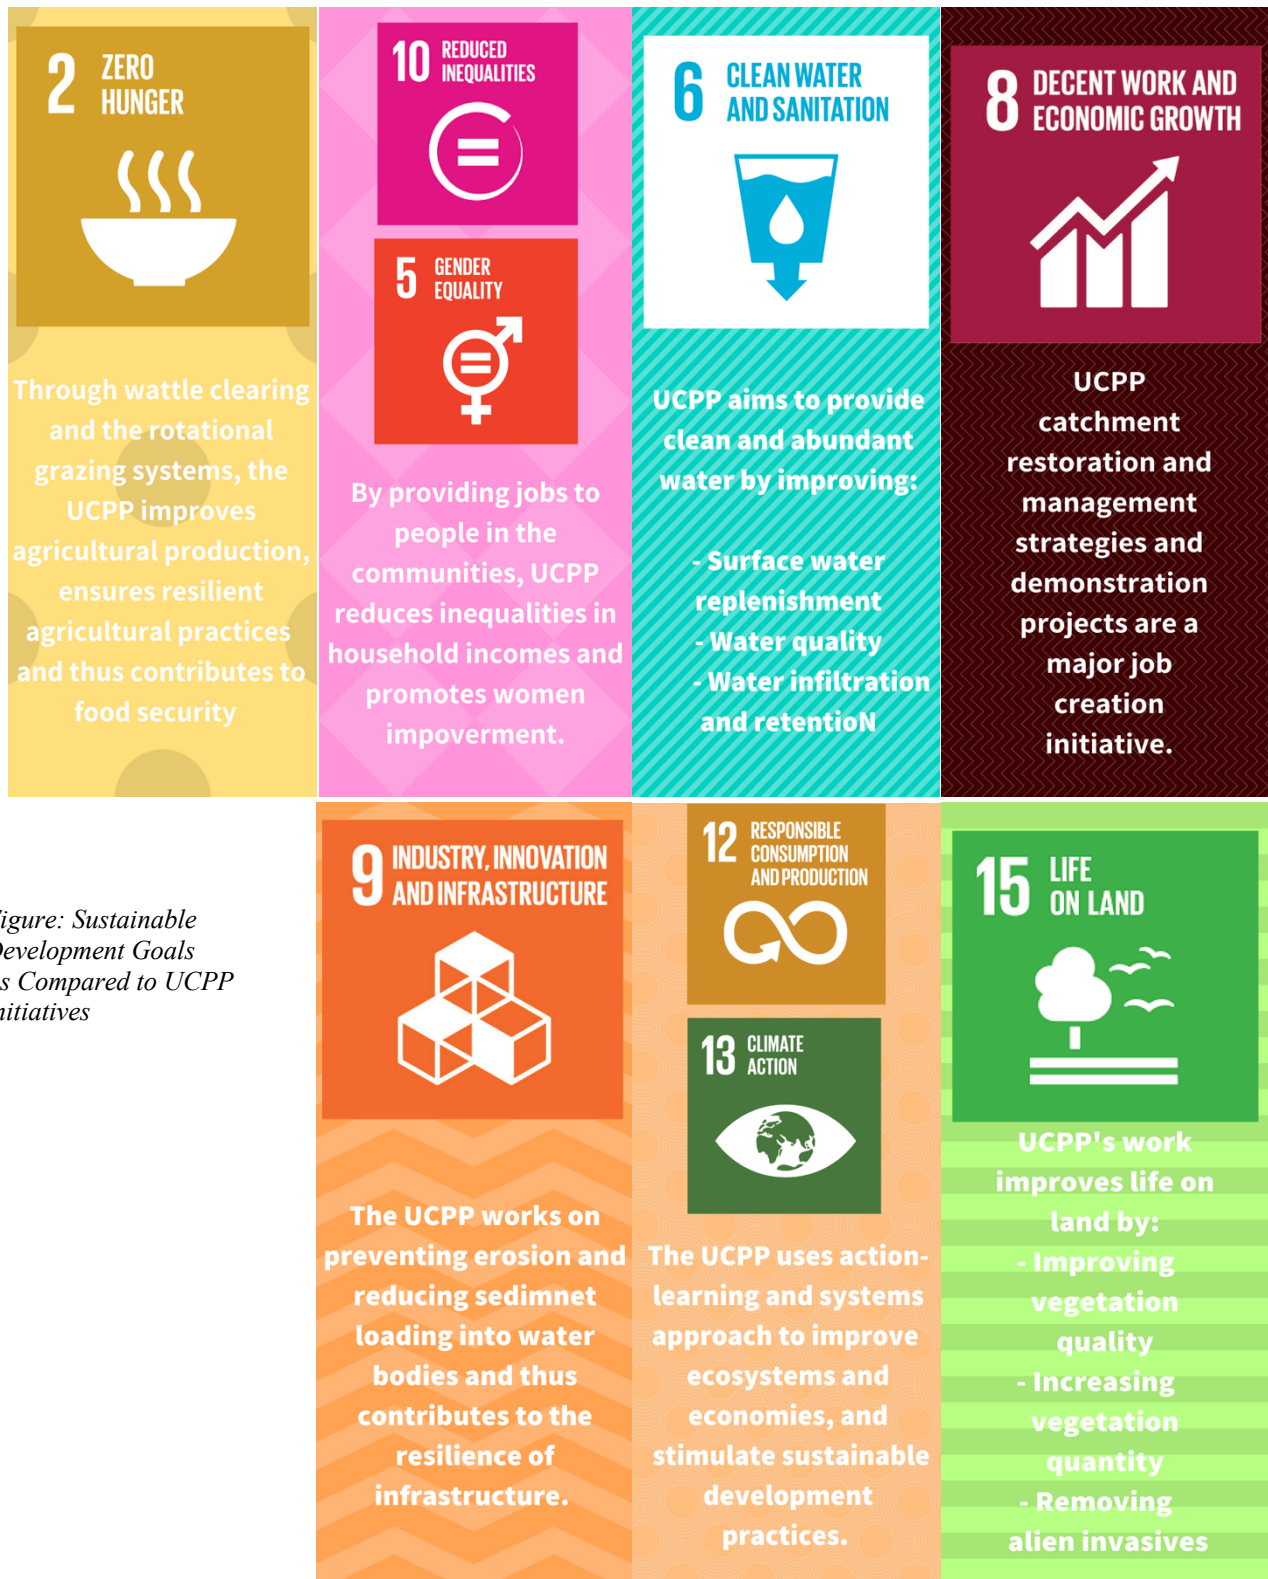 2 ZERO
HUNGER
Through wattle clearing
and the rotational
grazing systems, the
UCPP improves
agricultural production,
ensures resilient
agricultural practices
and thus contributes to
food security
10 REDUCED
INEQUALITIES
5 GENDER
EQUALITY
By providing jobs to
people in the
communities, UCPP
reduces inequalities in
household incomes and
promotes women
impoverment.
6 CLEAN WATER
AND SANITATION
UCPP aims to provide
clean and abundant
water by improving:
- Surface water
replenishment
- Water quality
- Water infiltration
and retentioN
8 DECENT WORK AND
ECONOMIC GROWTH
UCPP
catchment
restoration and
management
strategies and
demonstration
projects are a
major job
creation
initiative.
igure: Sustainable
Development Goals
s Compared to UCPP
nitiatives
9 INDUSTRY, INNOVATION
AND INFRASTRUCTURE
The UCPP works on
preventing erosion and
reducing sedimnet
loading into water
bodies and thus
contributes to the
resilience of
infrastructure.
12 RESPONSIBLE
CONSUMPTION
AND PRODUCTION
13 CLIMATE
ACTION
The UCPP uses action-
learning and systems
approach to improve
ecosystems and
economies, and
stimulate sustainable
development
practices.
15 LIFE
ON LAND
UCPP's work
improves life on
land by:
- Improving
vegetation
quality
- Increasing
vegetation
quantity
- Removing
alien invasives